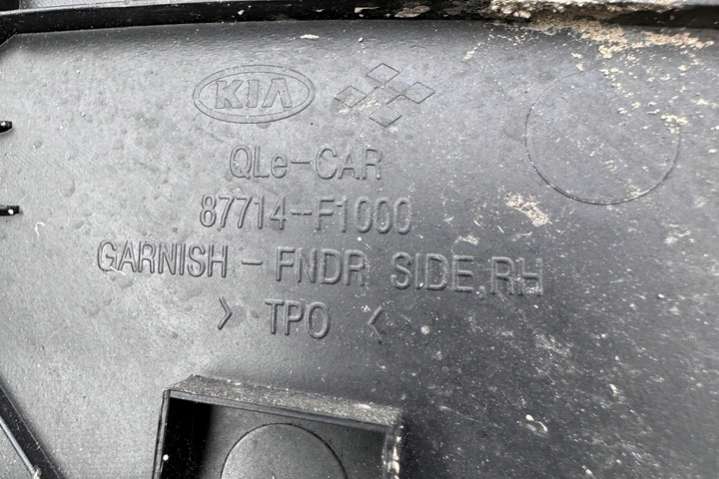 KIA
QLe-CAR
87714-F1000
GARNISH - FNDR SIDE,RH
> TPO <